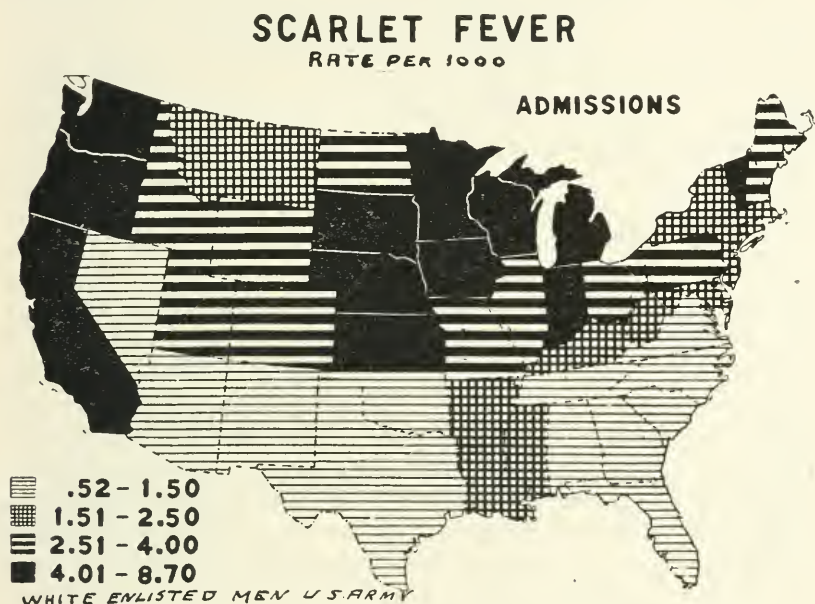 SCARLET FEVER
RATE PER 1000
ADMISSIONS
.52 - 1.50
1.51 - 2.50
2.51 - 4.00
4.01 - 8.70
WHITE ENLISTED MEN U S. ARMY